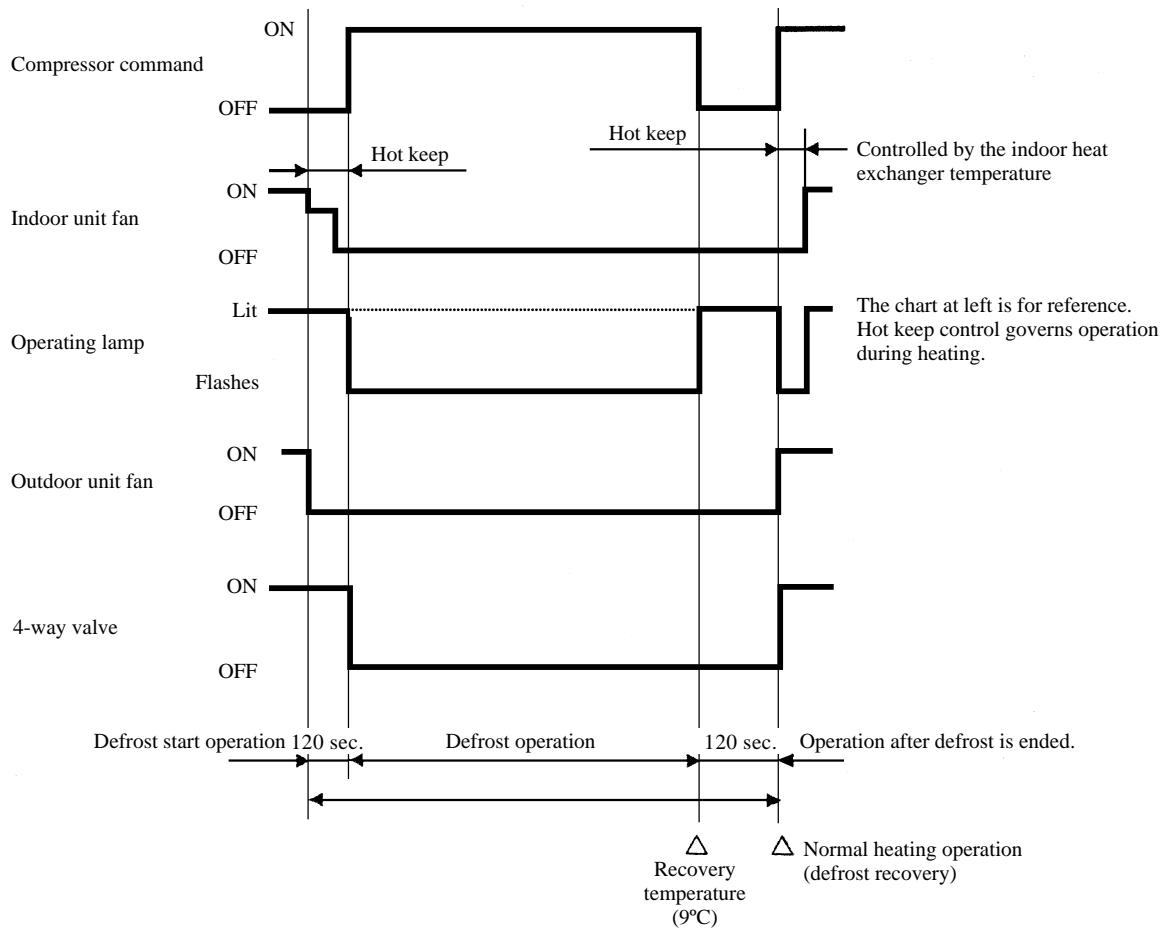 ON
Compressor command
OFF
Hot keep
Hot keep
Controlled by the indoor heat
exchanger temperature
ON
Indoor unit fan
OFF
Lit
Operating lamp
Flashes
The chart at left is for reference.
Hot keep control governs operation
during heating.
ON
Outdoor unit fan
OFF
ON
4-way valve
OFF
Defrost start operation 120 sec. Defrost operation 120 sec. Operation after defrost is ended.
Recovery
temperature
(9ºC)
Normal heating operation
(defrost recovery)